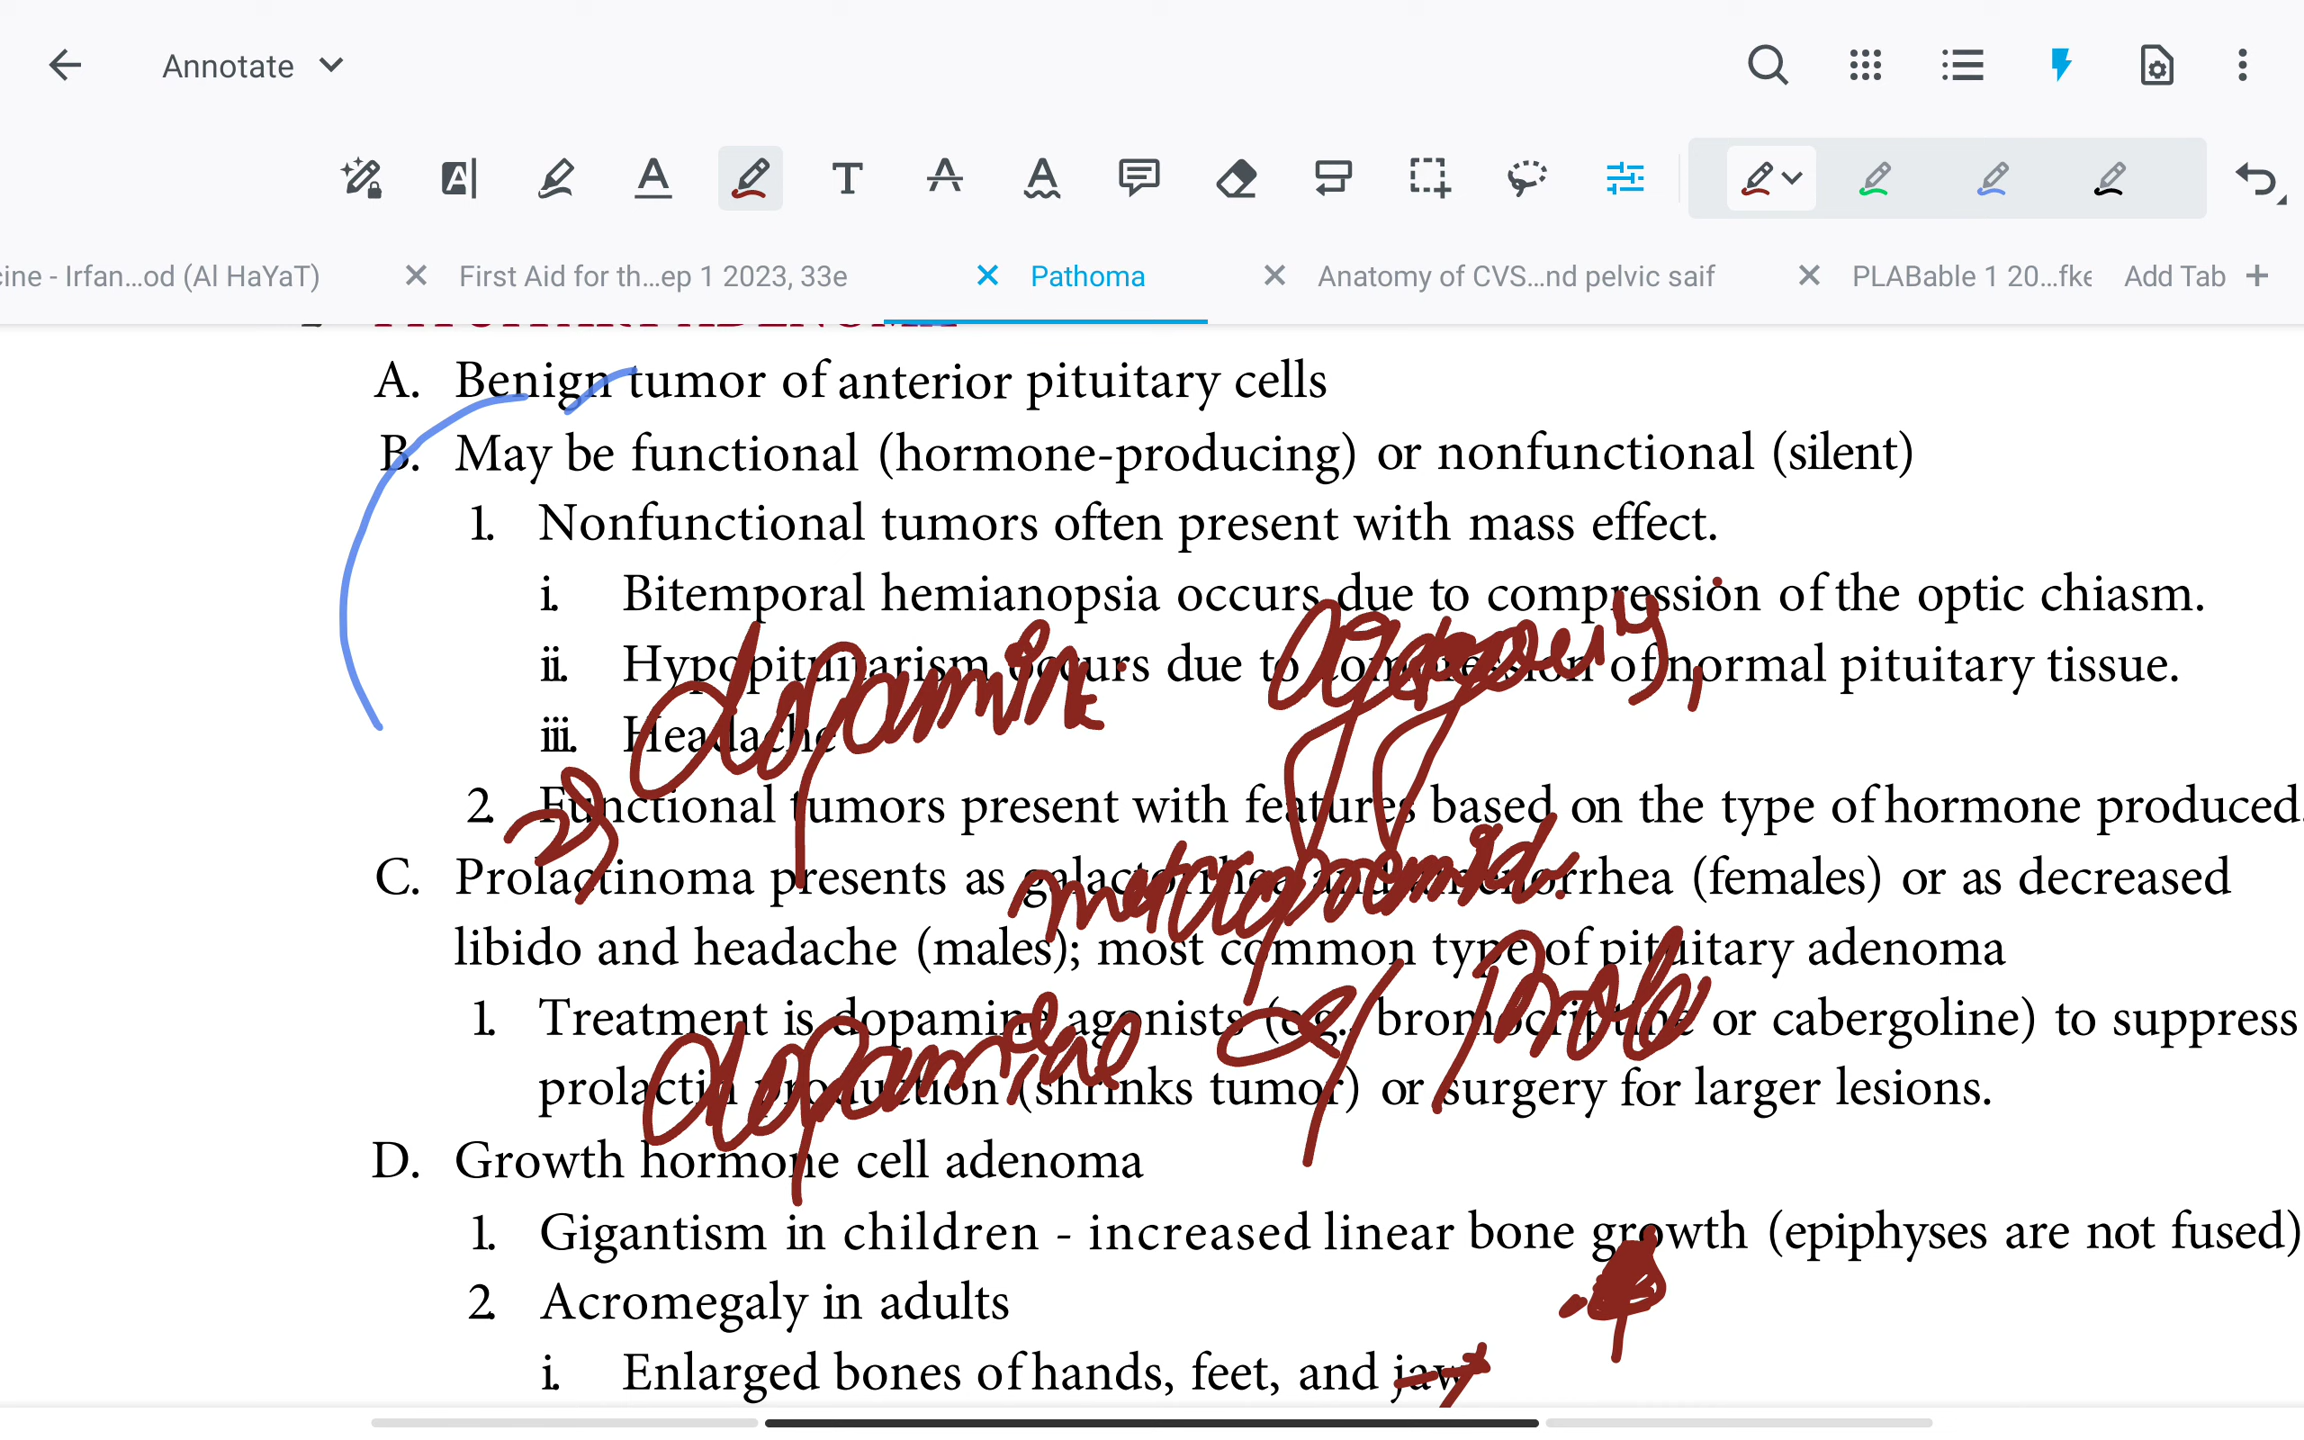 Annotate
cine - Irfan...od (Al HaYaT)
First Aid for th...ep 1 2023, 33e
Pathoma
Anatomy of CVS...nd pelvic saif
PLABable 1 20...fke
Add Tab +
PITUITARY ADENOMA
A. Benign tumor of anterior pituitary cells
B. May be functional (hormone-producing) or nonfunctional (silent)
1. Nonfunctional tumors often present with mass effect.
i. Bitemporal hemianopsia occurs due to compression of the optic chiasm.
ii. Hypopituitarism occurs due to compression of normal pituitary tissue.
dopamin
iii. Headache
2. Functional tumors present with features based on the type of hormone produced.
2)
C. Prolactinoma presents as galactorrhea and amenorrhea (females) or as decreased
libido and headache (males); most common type of pituitary adenoma
1. Treatment is dopamine agonists (e.g., bromocriptine or cabergoline) to suppress
dopamine
prolactin production (shrinks tumor) or surgery for larger lesions.
D. Growth hormone cell adenoma
1. Gigantism in children - increased linear bone growth (epiphyses are not fused)
2. Acromegaly in adults
i. Enlarged bones of hands, feet, and jaw